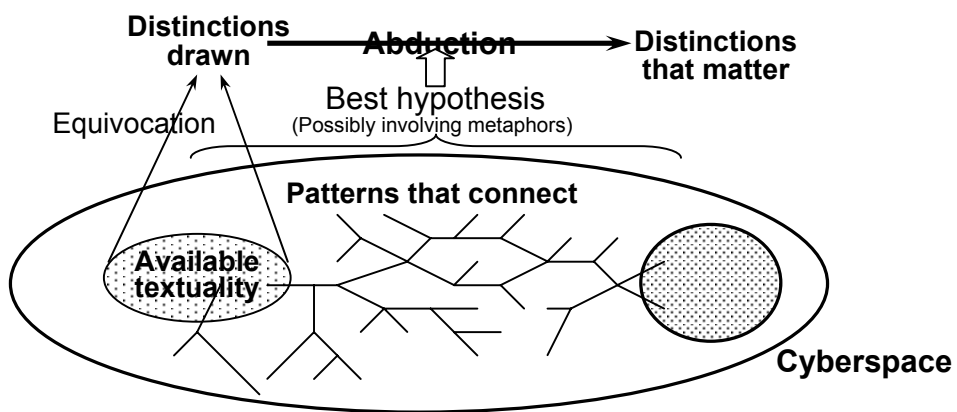 Distinctions
drawn
Abduction
Distinctions
that matter
Best hypothesis
(Possibly involving metaphors)
Equivocation
Patterns that connect
Available
textuality
Cyberspace